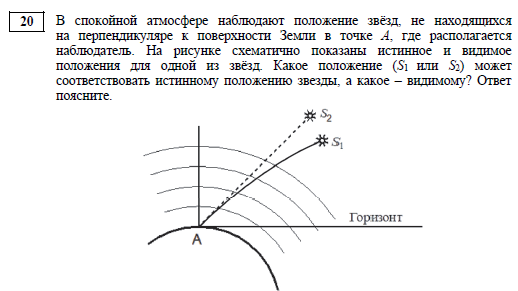 20 В спокойной атмосфере наблюдают положение звёзд, не находящихся
на перпендикуляре к поверхности Земли в точке A, где располагается
наблюдатель. На рисунке схематично показаны истинное и видимое
положения для одной из звёзд. Какое положение (S1 или S2) может
соответствовать истинному положению звезды, а какое – видимому? Ответ
поясните.
S2
S1
Горизонт
A